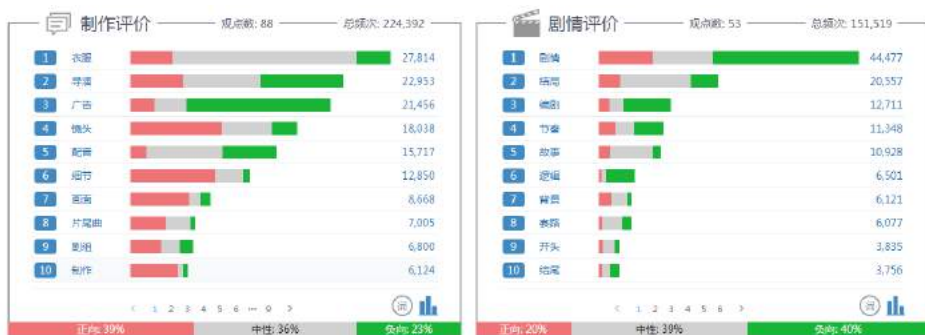 制作评价 观点数: 88 总频次: 224,392
1 衣服 27,814
2 导演 22,953
3 广告 21,456
4 镜头 18,038
5 配音 15,717
6 细节 12,850
7 画面 8,668
8 片尾曲 7,005
9 剧组 6,800
10 制作 6,124
< 1 2 3 4 5 6 ··· 9 >
正向: 39% 中性: 36% 负向: 23%
剧情评价 观点数: 53 总频次: 151,519
1 剧情 44,477
2 结局 20,557
3 编剧 12,711
4 节奏 11,348
5 故事 10,928
6 逻辑 6,501
7 背景 6,121
8 套路 6,077
9 开头 3,835
10 结尾 3,756
< 1 2 3 4 5 6 >
正向: 20% 中性: 39% 负向: 40%